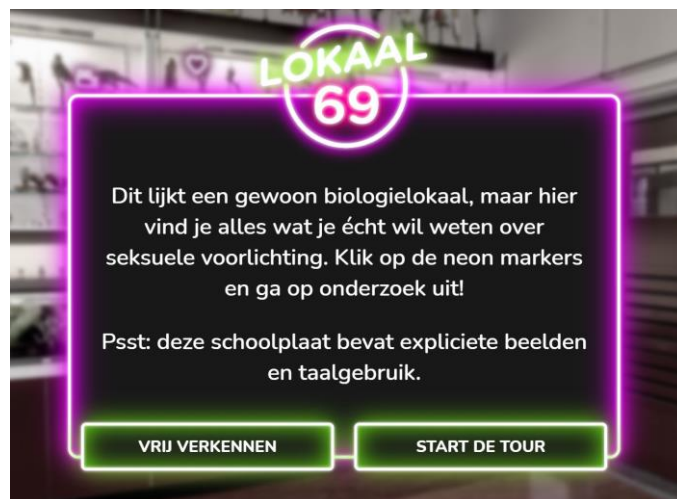 LOKAAL
69
Dit lijkt een gewoon biologielokaal, maar hier
vind je alles wat je écht wil weten over
seksuele voorlichting. Klik op de neon markers
en ga op onderzoek uit!
Psst: deze schoolplaat bevat expliciete beelden
en taalgebruik.
VRIJ VERKENNEN
START DE TOUR